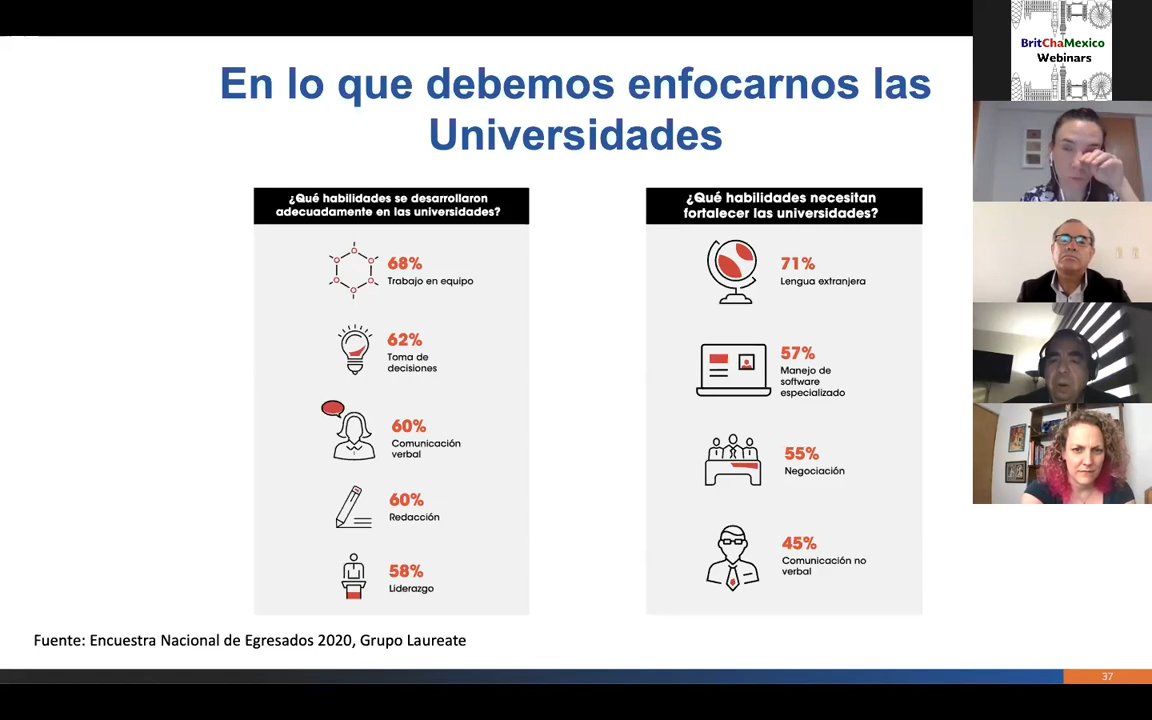 En lo que debemos enfocarnos las
Universidades
¿Qué habilidades se desarrollaron
adecuadamente en las universidades?
68%
Trabajo en equipo
62%
Toma de
decisiones
60%
Comunicación
verbal
60%
Redacción
58%
Liderazgo
¿Qué habilidades necesitan
fortalecer las universidades?
71%
Lengua extranjera
57%
Manejo de
software
especializado
55%
Negociación
45%
Comunicación no
verbal
Fuente: Encuestra Nacional de Egresados 2020, Grupo Laureate
37
BritChaMexico
Webinars